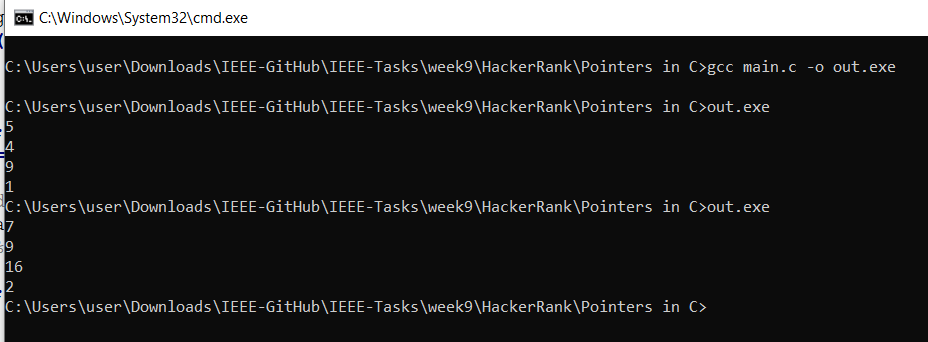 C:\Windows\System32\cmd.exe
C:\Users\user\Downloads\IEEE-GitHub\IEEE-Tasks\week9\HackerRank\Pointers in C>gcc main.c -o out.exe
C:\Users\user\Downloads\IEEE-GitHub\IEEE-Tasks\week9\HackerRank\Pointers in C>out.exe
5
4
9
1
C:\Users\user\Downloads\IEEE-GitHub\IEEE-Tasks\week9\HackerRank\Pointers in C>out.exe
7
9
16
2
C:\Users\user\Downloads\IEEE-GitHub\IEEE-Tasks\week9\HackerRank\Pointers in C>